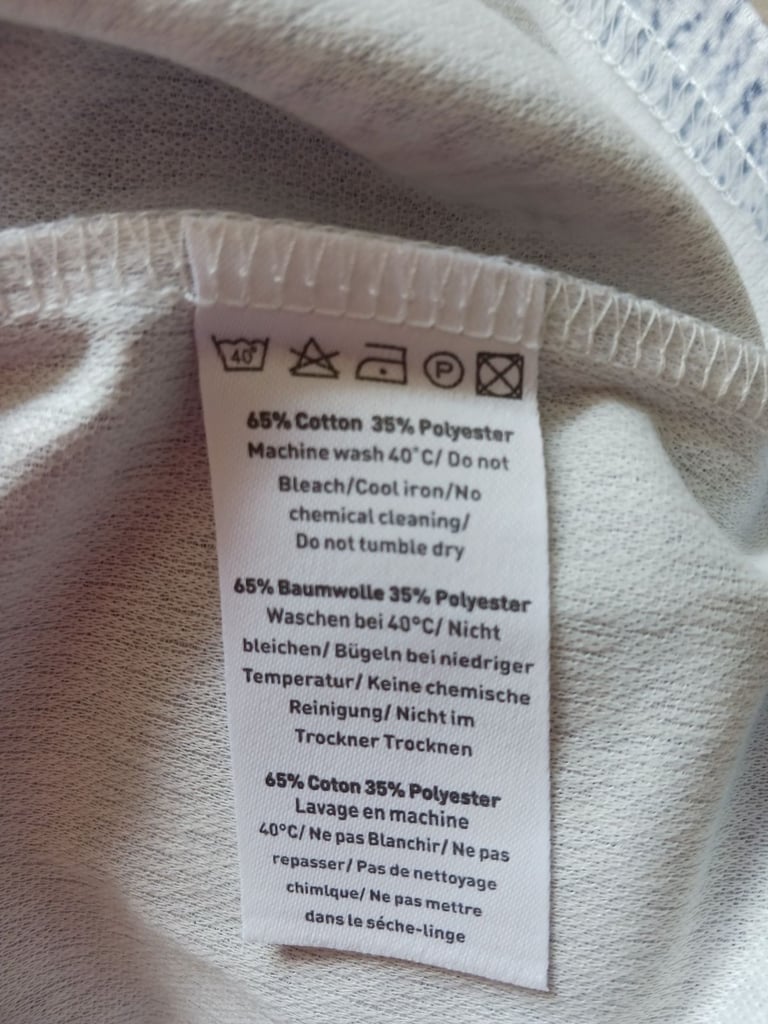 40°
P
65% Cotton 35% Polyester
Machine wash 40°C/ Do not
Bleach/Cool iron/No
chemical cleaning/
Do not tumble dry
65% Baumwolle 35% Polyester
Waschen bei 40°C/ Nicht
bleichen/ Bügeln bei niedriger
Temperatur/ Keine chemische
Reinigung/ Nicht im
Trockner Trocknen
65% Coton 35% Polyester
Lavage en machine
40°C/ Ne pas Blanchir/ Ne pas
repasser/ Pas de nettoyage
chimlque/ Ne pas mettre
dans le séche-linge